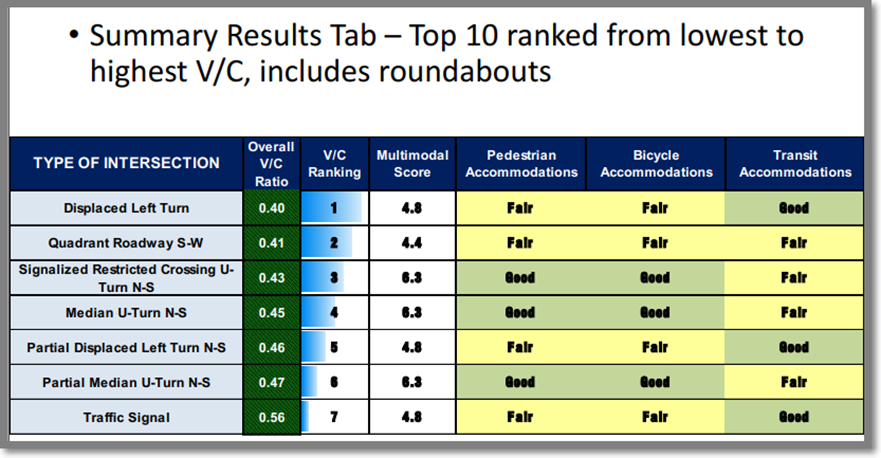 • Summary Results Tab – Top 10 ranked from lowest to
highest V/C, includes roundabouts
TYPE OF INTERSECTION Overall V/C Ratio V/C Ranking Multimodal Score Pedestrian Accommodations Bicycle Accommodations Transit Accommodations
Displaced Left Turn 0.40 1 4.8 Fair Fair Good
Quadrant Roadway S-W 0.41 2 4.4 Fair Fair Fair
Signalized Restricted Crossing U-Turn N-S 0.43 3 6.3 Good Good Fair
Median U-Turn N-S 0.45 4 6.3 Good Good Fair
Partial Displaced Left Turn N-S 0.46 5 4.8 Fair Fair Good
Partial Median U-Turn N-S 0.47 6 6.3 Good Good Fair
Traffic Signal 0.56 7 4.8 Fair Fair Good